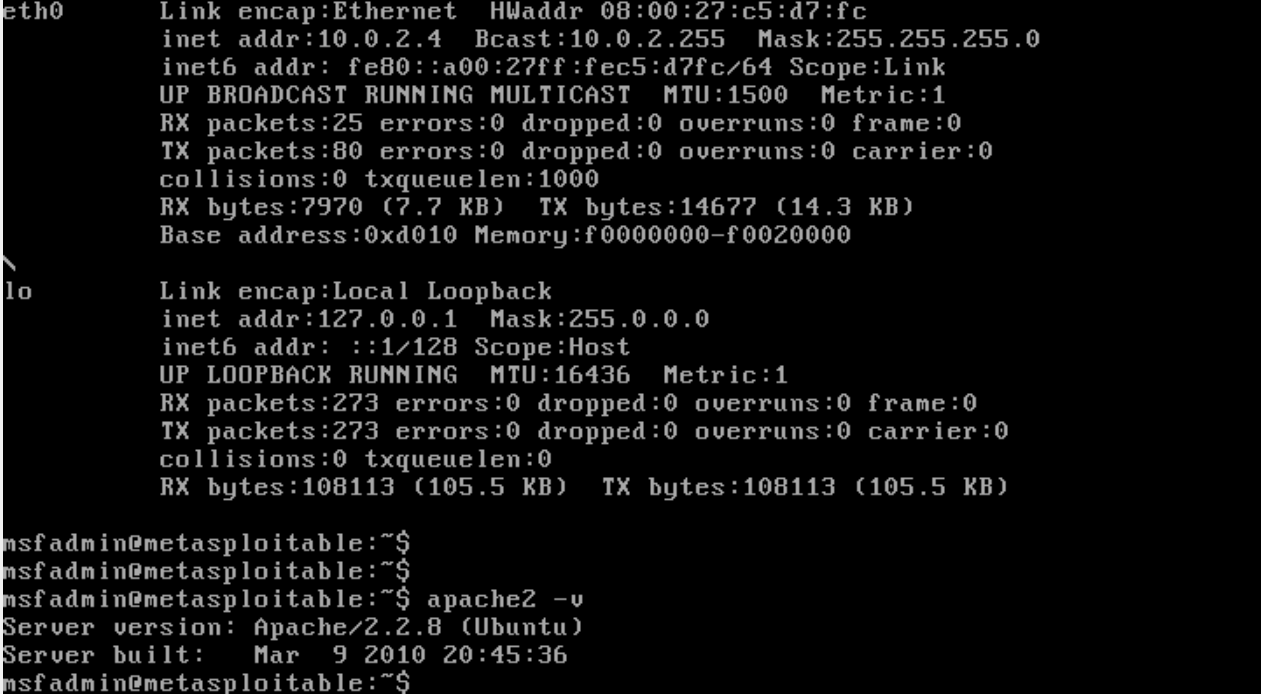 eth0      Link encap:Ethernet  HWaddr 08:00:27:c5:d7:fc
          inet addr:10.0.2.4  Bcast:10.0.2.255  Mask:255.255.255.0
          inet6 addr: fe80::a00:27ff:fec5:d7fc/64 Scope:Link
          UP BROADCAST RUNNING MULTICAST  MTU:1500  Metric:1
          RX packets:25 errors:0 dropped:0 overruns:0 frame:0
          TX packets:80 errors:0 dropped:0 overruns:0 carrier:0
          collisions:0 txqueuelen:1000
          RX bytes:7970 (7.7 KB)  TX bytes:14677 (14.3 KB)
          Base address:0xd010 Memory:f0000000-f0020000
\
lo        Link encap:Local Loopback
          inet addr:127.0.0.1  Mask:255.0.0.0
          inet6 addr: ::1/128 Scope:Host
          UP LOOPBACK RUNNING  MTU:16436  Metric:1
          RX packets:273 errors:0 dropped:0 overruns:0 frame:0
          TX packets:273 errors:0 dropped:0 overruns:0 carrier:0
          collisions:0 txqueuelen:0
          RX bytes:108113 (105.5 KB)  TX bytes:108113 (105.5 KB)
msfadmin@metasploitable:~$
msfadmin@metasploitable:~$
msfadmin@metasploitable:~$ apache2 -v
Server version: Apache/2.2.8 (Ubuntu)
Server built:   Mar  9 2010 20:45:36
msfadmin@metasploitable:~$